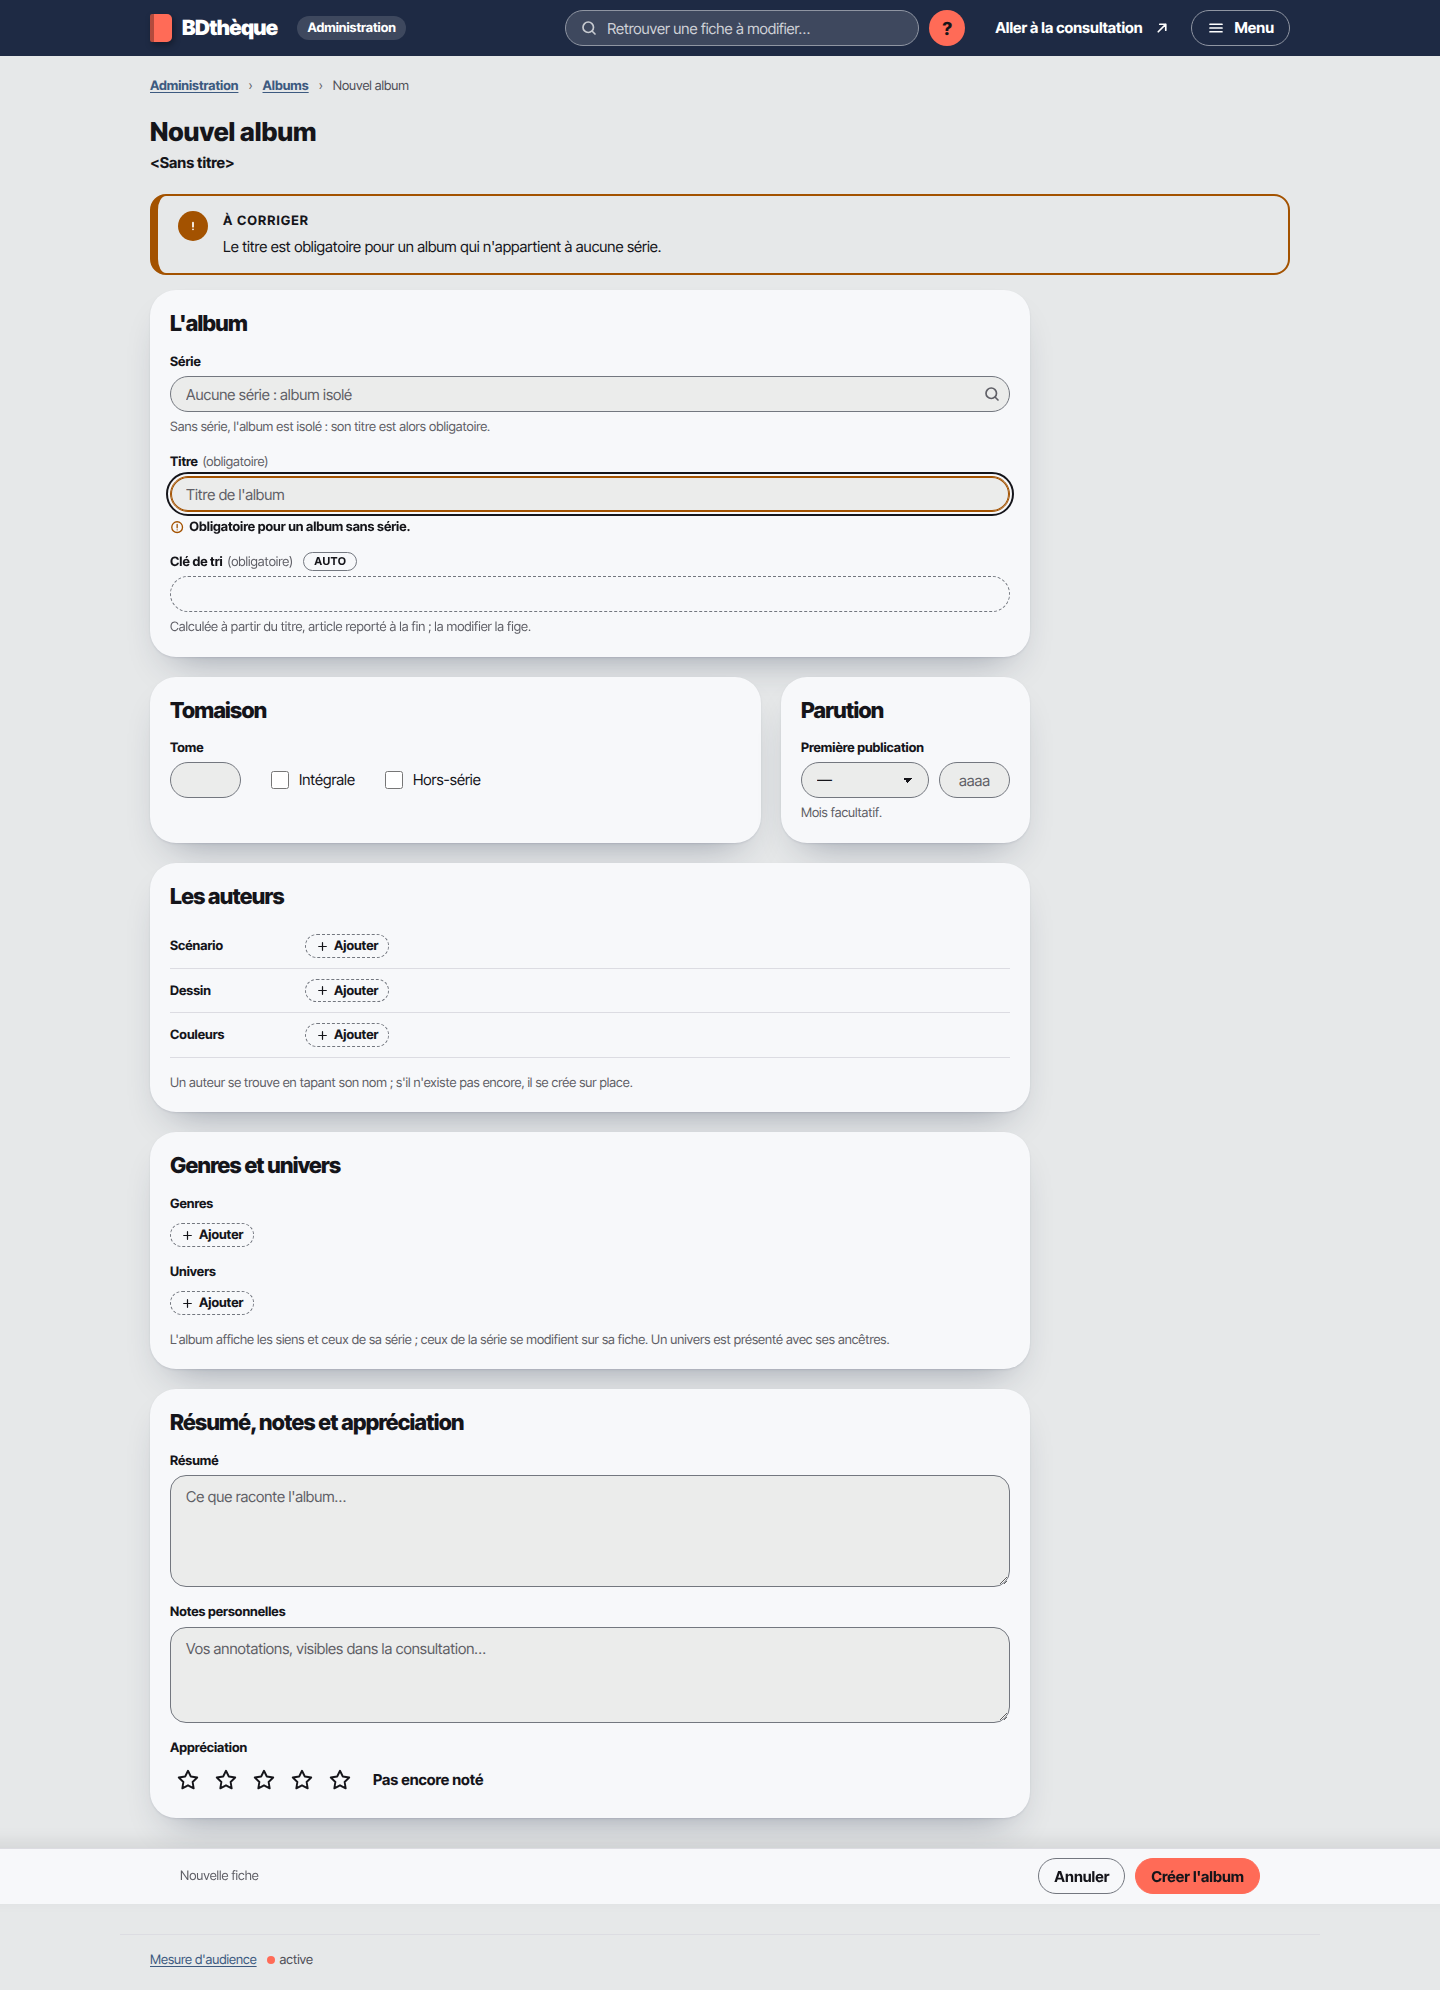 BDthèque Administration Retrouver une fiche à modifier... ? Aller à la consultation Menu
Administration › Albums › Nouvel album
Nouvel album
<Sans titre>
! À CORRIGER
Le titre est obligatoire pour un album qui n'appartient à aucune série.
L'album
Série
Aucune série : album isolé
Sans série, l'album est isolé : son titre est alors obligatoire.
Titre (obligatoire)
Titre de l'album
Obligatoire pour un album sans série.
Clé de tri (obligatoire) AUTO
Calculée à partir du titre, article reporté à la fin ; la modifier la fige.
Tomaison
Tome
Intégrale Hors-série
Parution
Première publication
— aaaa
Mois facultatif.
Les auteurs
Scénario + Ajouter
Dessin + Ajouter
Couleurs + Ajouter
Un auteur se trouve en tapant son nom ; s'il n'existe pas encore, il se crée sur place.
Genres et univers
Genres
+ Ajouter
Univers
+ Ajouter
L'album affiche les siens et ceux de sa série ; ceux de la série se modifient sur sa fiche. Un univers est présenté avec ses ancêtres.
Résumé, notes et appréciation
Résumé
Ce que raconte l'album...
Notes personnelles
Vos annotations, visibles dans la consultation...
Appréciation
Pas encore noté
Nouvelle fiche Annuler Créer l'album
Mesure d'audience active